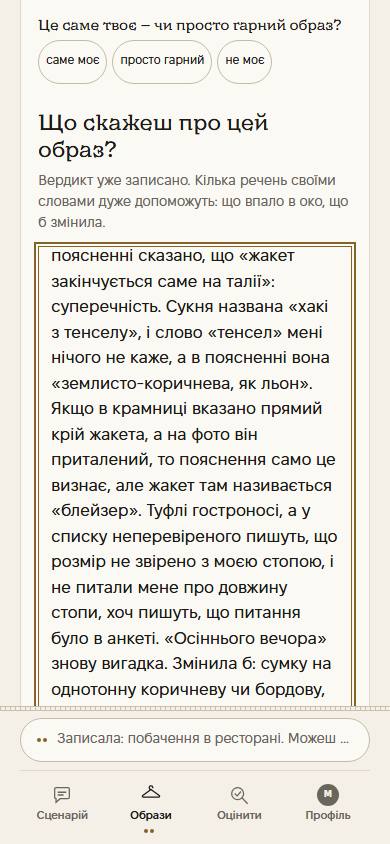 Це саме твоє – чи просто гарний образ?
саме моє
просто гарний
не моє
Що скажеш про цей
образ?
Вердикт уже записано. Кілька речень своїми
словами дуже допоможуть: що впало в око, що
б змінила.
поясненні сказано, що «жакет
закінчується саме на талії»:
суперечність. Сукня названа «хакі
з тенселу», і слово «тенсел» мені
нічого не каже, а в поясненні вона
«землисто-коричнева, як льон».
Якщо в крамниці вказано прямий
крій жакета, а на фото він
приталений, то пояснення само це
визнає, але жакет там називається
«блейзер». Туфлі гостроносі, а у
списку неперевіреного пишуть, що
розмір не звірено з моєю стопою, і
не питали мене про довжину
стопи, хоч пишуть, що питання
було в анкеті. «Осіннього вечора»
знову вигадка. Змінила б: сумку на
однотонну коричневу чи бордову,
Записала: побачення в ресторані. Можеш ...
Сценарій
Образи
Оцінити
М
Профіль